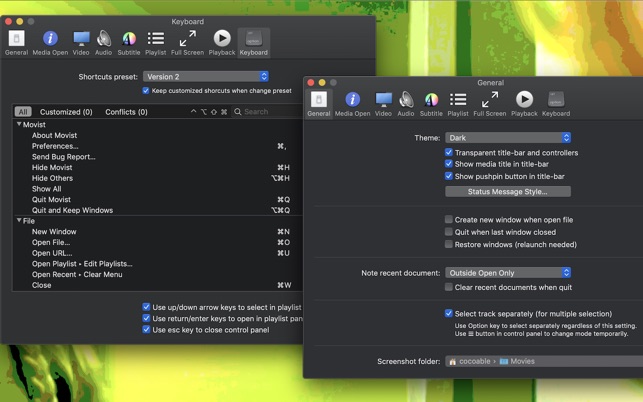 Keyboard
General Media Open Video Audio Subtitle Playlist Full Screen Playback Keyboard
Shortcuts preset: Version 2
Keep customized shorcuts when change preset
All Customized (0) Conflicts (0) ⌃ ⌥ ⇧ ⌘ Search
Movist
About Movist
Preferences... ⌘,
Send Bug Report...
Hide Movist ⌘H
Hide Others ⌥⌘H
Show All
Quit Movist ⌘Q
Quit and Keep Windows ⌥⌘Q
File
New Window ⌘N
Open File... ⌘O
Open URL... ⌘U
Open Playlist ▸ Edit Playlists...
Open Recent ▸ Clear Menu
Close ⌘W
Use up/down arrow keys to select in playlist
Use return/enter keys to open in playlist pan
Use esc key to close control panel
General
General Media Open Video Audio Subtitle Playlist Full Screen Playback Keyboard
Theme: Dark
Transparent title-bar and controllers
Show media title in title-bar
Show pushpin button in title-bar
Status Message Style...
Create new window when open file
Quit when last window closed
Restore windows (relaunch needed)
Note recent document: Outside Open Only
Clear recent documents when quit
Select track separately (for multiple selection)
Use Option key to select separately regardless of this setting.
Use ☰ button in control panel to change mode temporarily.
Screenshot folder: cocoable › Movies